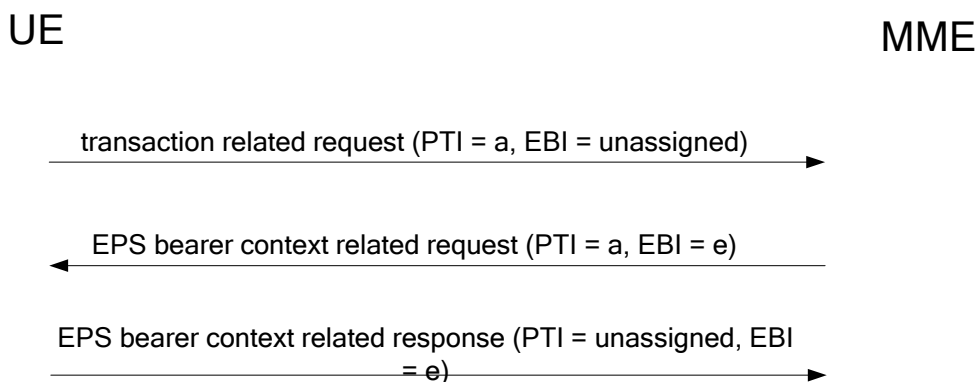 UE
MME
transaction related request (PTI = a, EBI = unassigned)
EPS bearer context related request (PTI = a, EBI = e)
EPS bearer context related response (PTI = unassigned, EBI
= e)